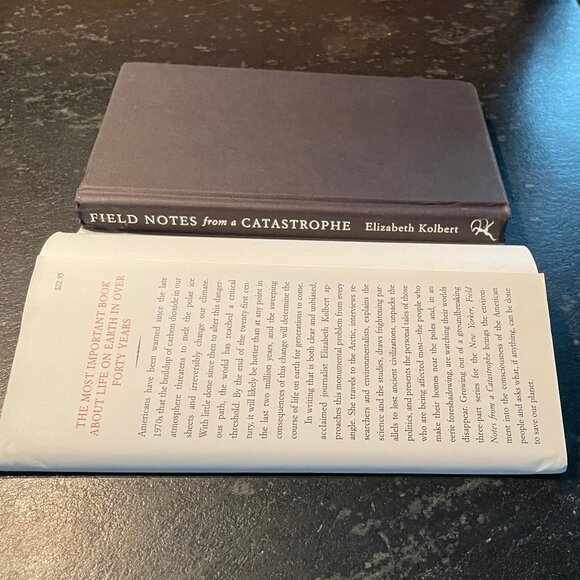 FIELD NOTES from a CATASTROPHE Elizabeth Kolbert
$22.95
THE MOST IMPORTANT BOOK
ABOUT LIFE ON EARTH IN OVER
FORTY YEARS
Americans have been warned since the late
1970s that the buildup of carbon dioxide in our
atmosphere threatens to melt the polar ice
sheets and irreversibly change our climate.
With little done since then to alter this danger-
ous path, the world has reached a critical
threshold. By the end of the twenty-first cen-
tury, it will likely be hotter than at any point in
the last two million years, and the sweeping
consequences of this change will determine the
course of life on earth for generations to come.
In writing that is both clear and unbiased,
acclaimed journalist Elizabeth Kolbert ap
proaches this monumental problem from every
angle. She travels to the Arctic, interviews re-
searchers and environmentalists, explains the
science and the studies, draws frightening par-
allels to lost ancient civilizations, unpacks the
politics, and presents the personal tales of those
who are being affected most—the people who
make their homes near the poles and, in an
eerie foreshadowing, are watching their worlds
disappear. Growing out of a groundbreaking
three-part series for the New Yorker, Field
Notes from a Catastrophe brings the environ-
ment into the consciousness of the American
people and asks what, if anything, can be done
to save our planet.